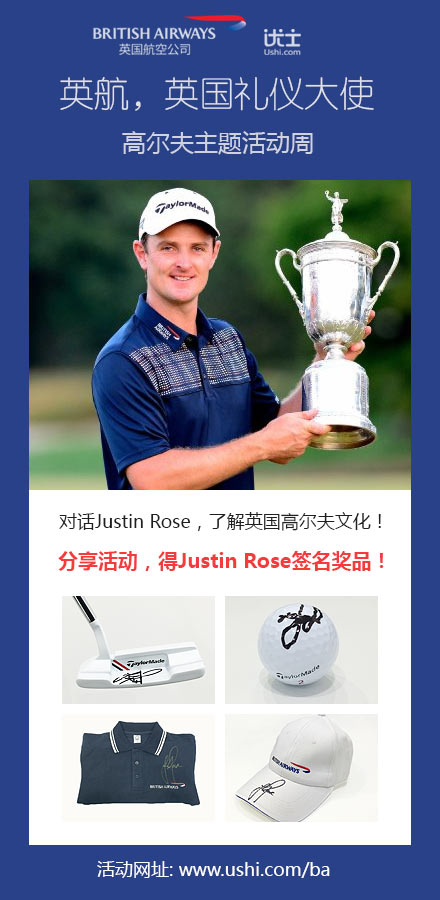 BRITISH AIRWAYS
英国航空公司
优士
Ushi.com
英航，英国礼仪大使
高尔夫主题活动周
TaylorMade
BRITISH AIRWAYS
对话Justin Rose，了解英国高尔夫文化！
分享活动，得Justin Rose签名奖品！
TaylorMade
TaylorMade
2
BRITISH AIRWAYS
BRITISH AIRWAYS
活动网址: www.ushi.com/ba